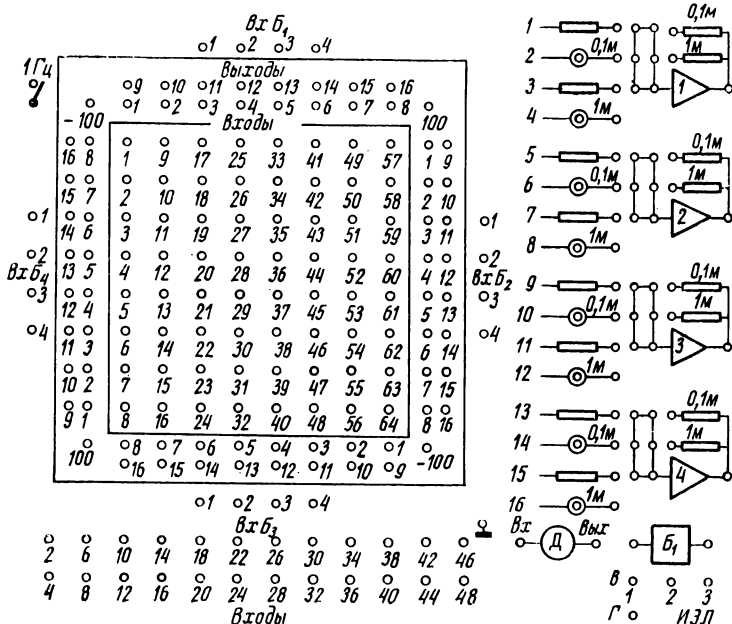 Вх Б₁
1 2 3 4
1 Гц
Выходы
9 10 11 12 13 14 15 16
1 2 3 4 5 6 7 8
-100 Входы 100
16 8 1 9 17 25 33 41 49 57 1 9
15 7 2 10 18 26 34 42 50 58 2 10
1 1
14 6 3 11 19 27 35 43 51 59 3 11
2 2
Вх Б₄ Вх Б₂
13 5 4 12 20 28 36 44 52 60 4 12
3 3
12 4 5 13 21 29 37 45 53 61 5 13
4 4
11 3 6 14 22 30 38 46 54 62 6 14
10 2 7 15 23 31 39 47 55 63 7 15
9 1 8 16 24 32 40 48 56 64 8 16
100 8 7 6 5 4 3 2 1 -100
16 15 14 13 12 11 10 9
1 2 3 4
Вх Б₃
2 6 10 14 18 22 26 30 34 38 42 46
4 8 12 16 20 24 28 32 36 40 44 48
Входы
1 0,1м
2 0,1м 1м
3 1
4 1м
5 0,1м
6 0,1м 1м
7 2
8 1м
9 0,1м
10 0,1м 1м
11 3
12 1м
13 0,1м
14 0,1м 1м
15 4
16 1м
Вх Д Вых Б₁
В 1 2 3
Г ИЭЛ